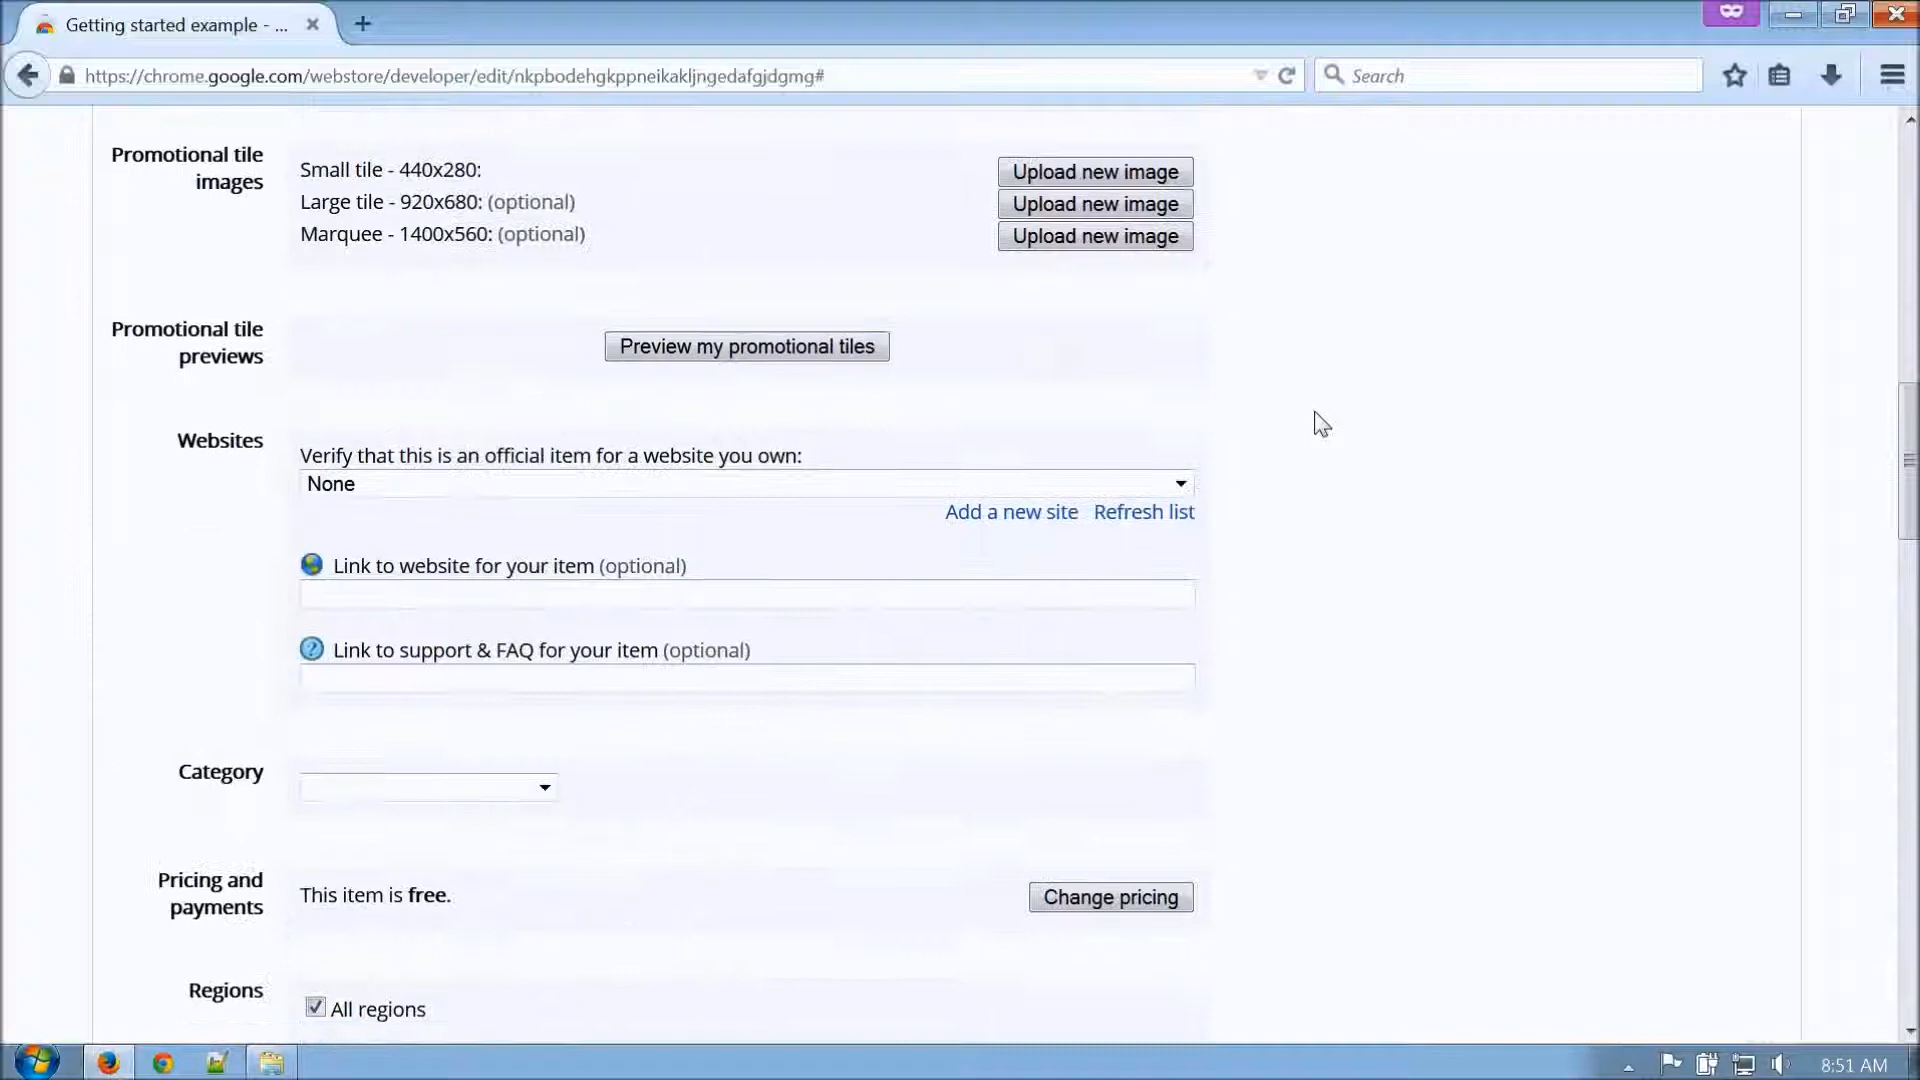 Getting started example - ...
https://chrome.google.com/webstore/developer/edit/nkpbodehgkppneikakljngedafgjdgmg#
Search
Promotional tile
images
Small tile - 440x280:
Upload new image
Large tile - 920x680: (optional)
Upload new image
Marquee - 1400x560: (optional)
Upload new image
Promotional tile
previews
Preview my promotional tiles
Websites
Verify that this is an official item for a website you own:
None
Add a new site Refresh list
Link to website for your item (optional)
Link to support & FAQ for your item (optional)
Category
Pricing and
payments
This item is free.
Change pricing
Regions
All regions
8:51 AM